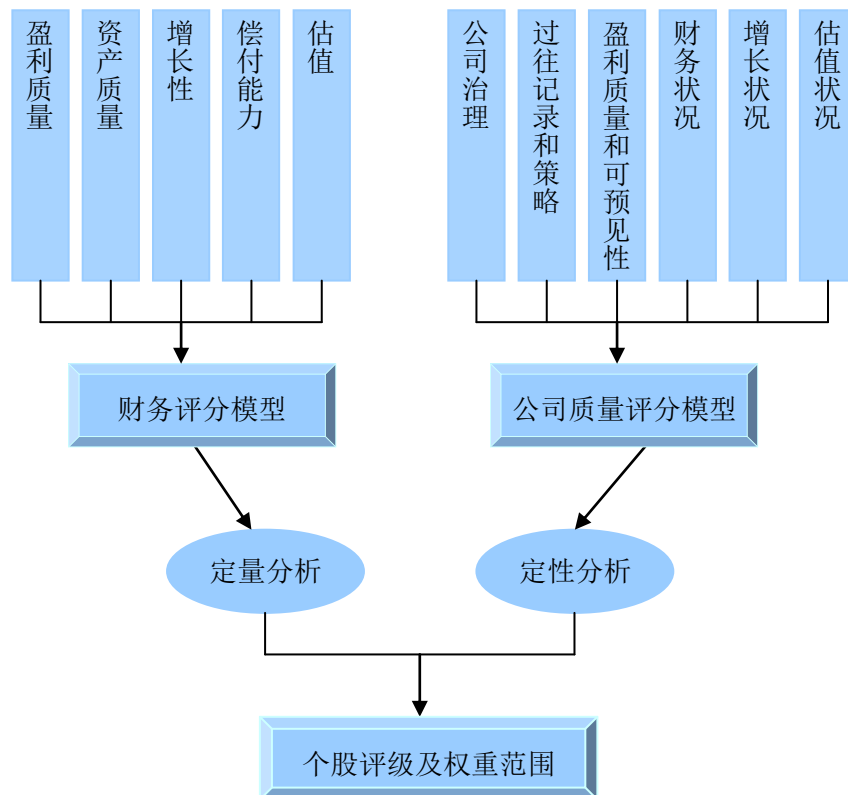 盈利质量
资产质量
增长性
偿付能力
估值
公司治理
过往记录和策略
盈利质量和可预见性
财务状况
增长状况
估值状况
财务评分模型
公司质量评分模型
定量分析
定性分析
个股评级及权重范围